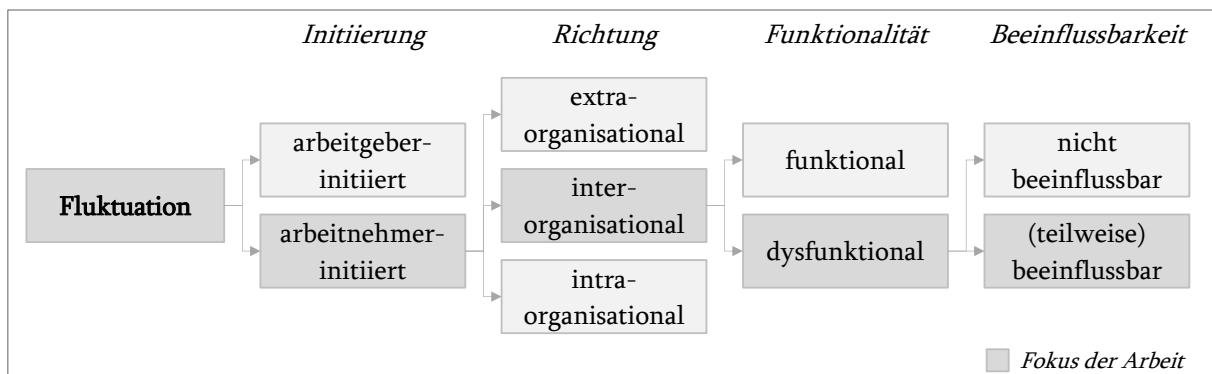 Initiierung
Richtung
Funktionalität
Beeinflussbarkeit
Fluktuation
arbeitgeber-
initiiert
arbeitnehmer-
initiiert
extra-
organisational
inter-
organisational
intra-
organisational
funktional
dysfunktional
nicht
beeinflussbar
(teilweise)
beeinflussbar
Fokus der Arbeit